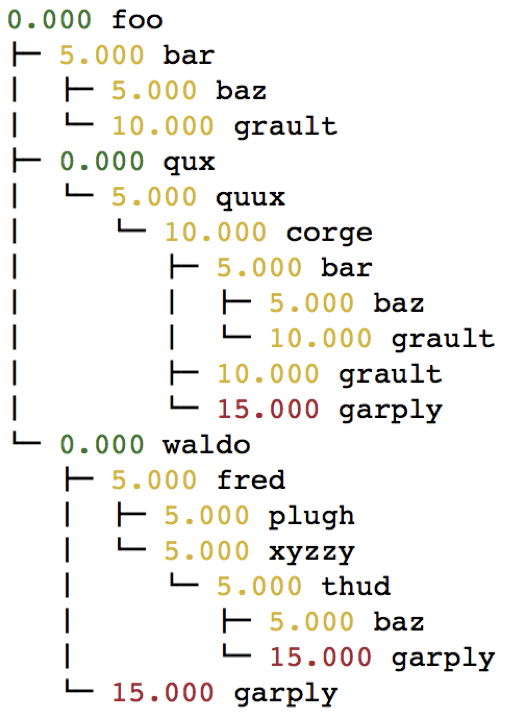 0.000 foo
├─ 5.000 bar
│  ├─ 5.000 baz
│  └─ 10.000 grault
├─ 0.000 qux
│  └─ 5.000 quux
│     └─ 10.000 corge
│        ├─ 5.000 bar
│        │  ├─ 5.000 baz
│        │  └─ 10.000 grault
│        ├─ 10.000 grault
│        └─ 15.000 garply
└─ 0.000 waldo
   ├─ 5.000 fred
   │  ├─ 5.000 plugh
   │  └─ 5.000 xyzzy
   │     └─ 5.000 thud
   │        ├─ 5.000 baz
   │        └─ 15.000 garply
   └─ 15.000 garply